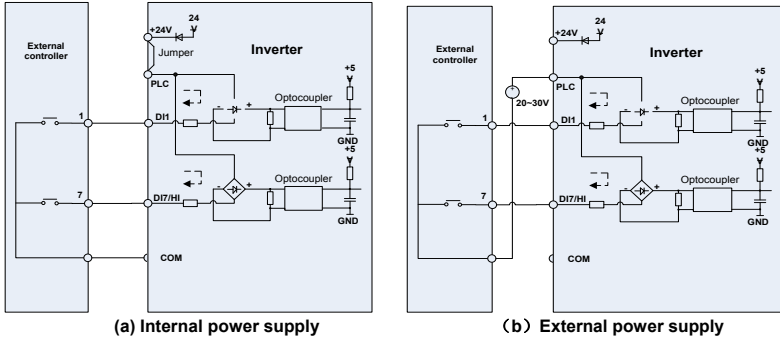 24
+24V
External
controller
Jumper
Inverter
PLC
+5
Optocoupler
1
DI1
GND
+5
Optocoupler
7
DI7/HI
GND
COM
(a) Internal power supply
24
+24V
External
controller
Inverter
PLC
20~30V
+5
Optocoupler
1
DI1
GND
+5
Optocoupler
7
DI7/HI
GND
COM
（b）External power supply